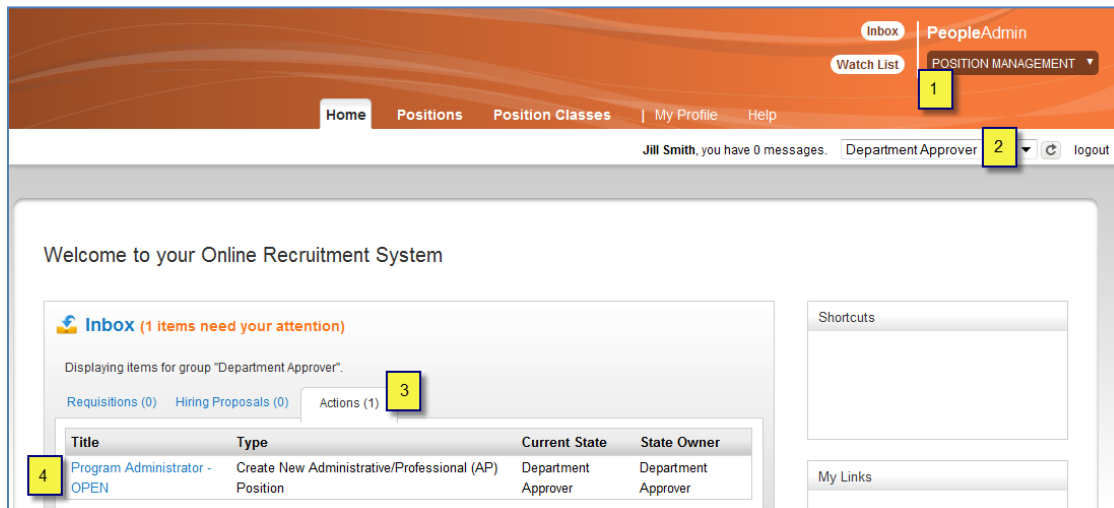 Inbox PeopleAdmin
Watch List POSITION MANAGEMENT
1
Home Positions Position Classes | My Profile Help
Jill Smith, you have 0 messages. Department Approver 2 logout
Welcome to your Online Recruitment System
Inbox (1 items need your attention)
Shortcuts
Displaying items for group "Department Approver".
Requisitions (0) Hiring Proposals (0) Actions (1) 3
Title Type Current State State Owner
4 Program Administrator - Create New Administrative/Professional (AP) Department Department
OPEN Position Approver Approver
My Links